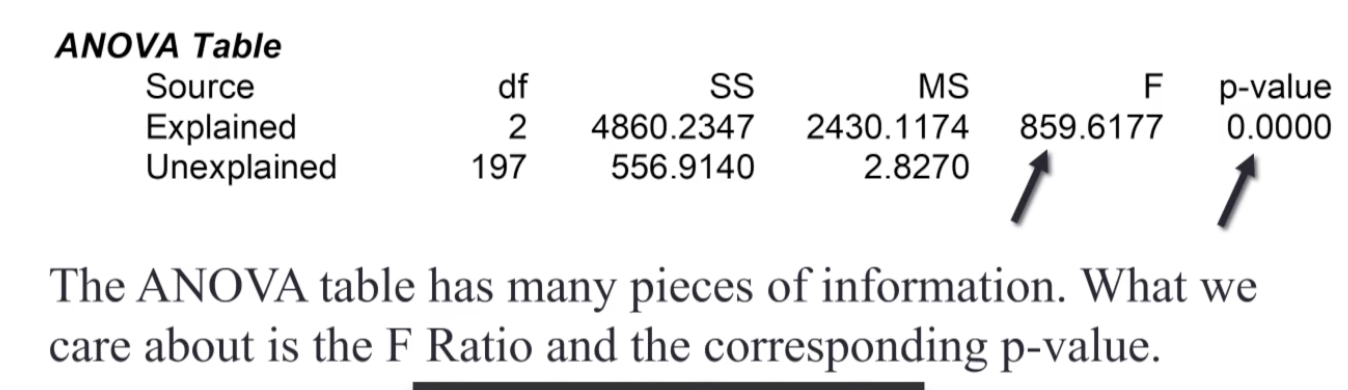 ANOVA Table
Source df SS MS F p-value
Explained 2 4860.2347 2430.1174 859.6177 0.0000
Unexplained 197 556.9140 2.8270
The ANOVA table has many pieces of information. What we
care about is the F Ratio and the corresponding p-value.